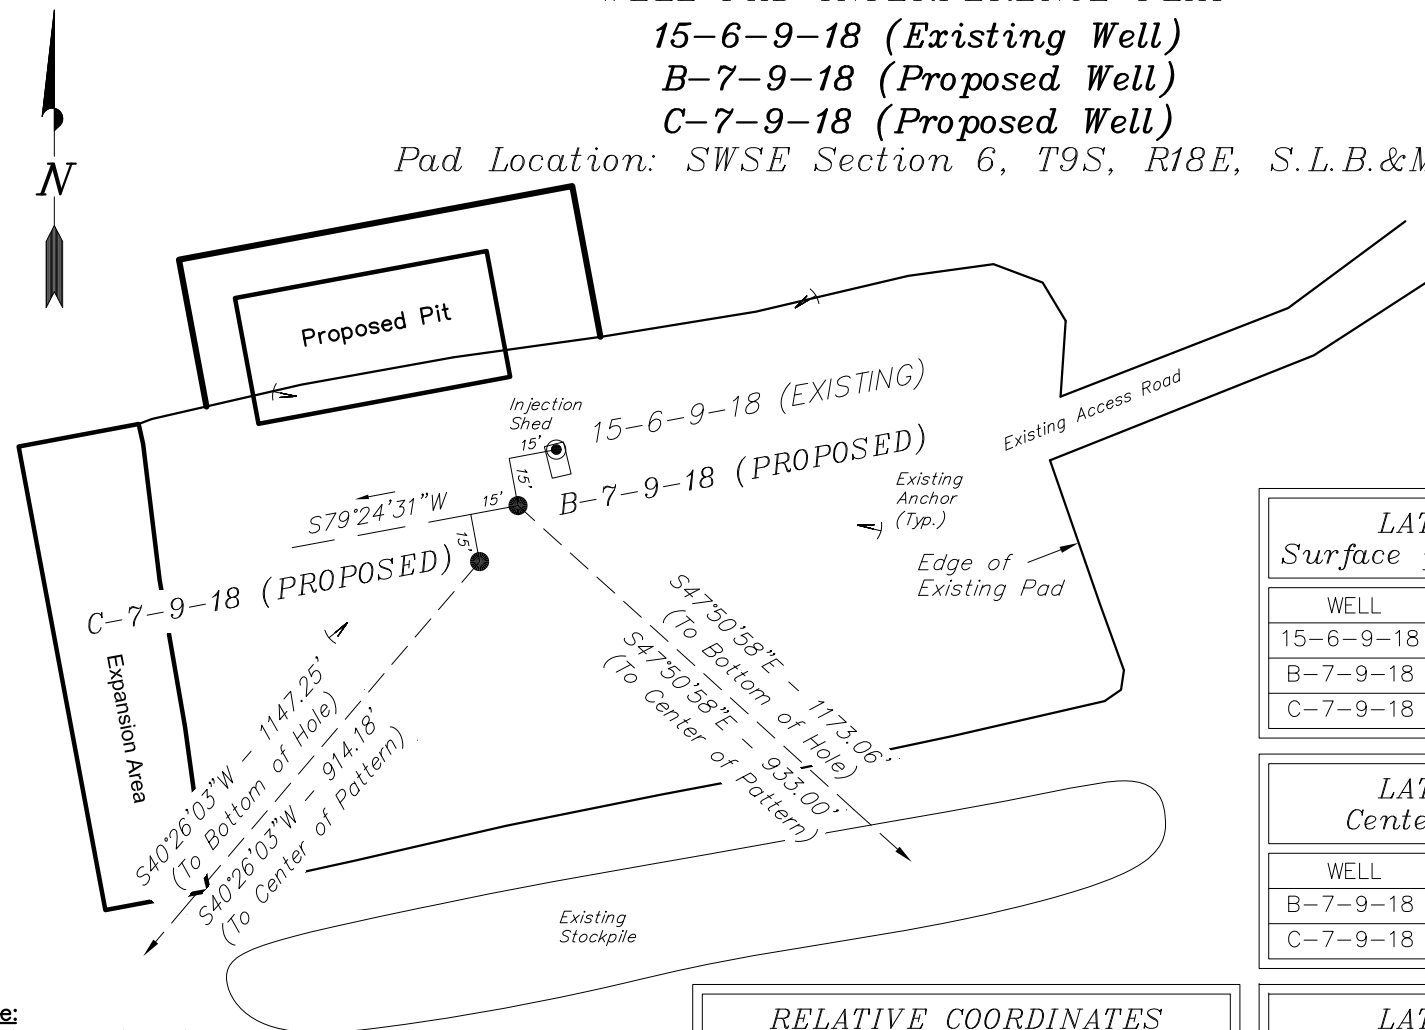 15-6-9-18 (Existing Well)
B-7-9-18 (Proposed Well)
C-7-9-18 (Proposed Well)
Pad Location: SWSE Section 6, T9S, R18E, S.L.B.&M
N
Proposed Pit
Injection
Shed
15-6-9-18 (EXISTING)
15'
15'
B-7-9-18 (PROPOSED)
15'
15'
S79°24'31"W
C-7-9-18 (PROPOSED)
Existing Access Road
Existing
Anchor
(Typ.)
Edge of
Existing Pad
Expansion Area
S40°26'03"W - 1147.25'
(To Bottom of Hole)
S40°26'03"W - 914.18'
(To Center of Pattern)
S47°50'58"E - 1173.06'
(To Bottom of Hole)
S47°50'58"E - 933.00'
(To Center of Pattern)
Existing
Stockpile
LAT
Surface
WELL
15-6-9-18
B-7-9-18
C-7-9-18
LAT
Cente
WELL
B-7-9-18
C-7-9-18
RELATIVE COORDINATES
LAT
e: